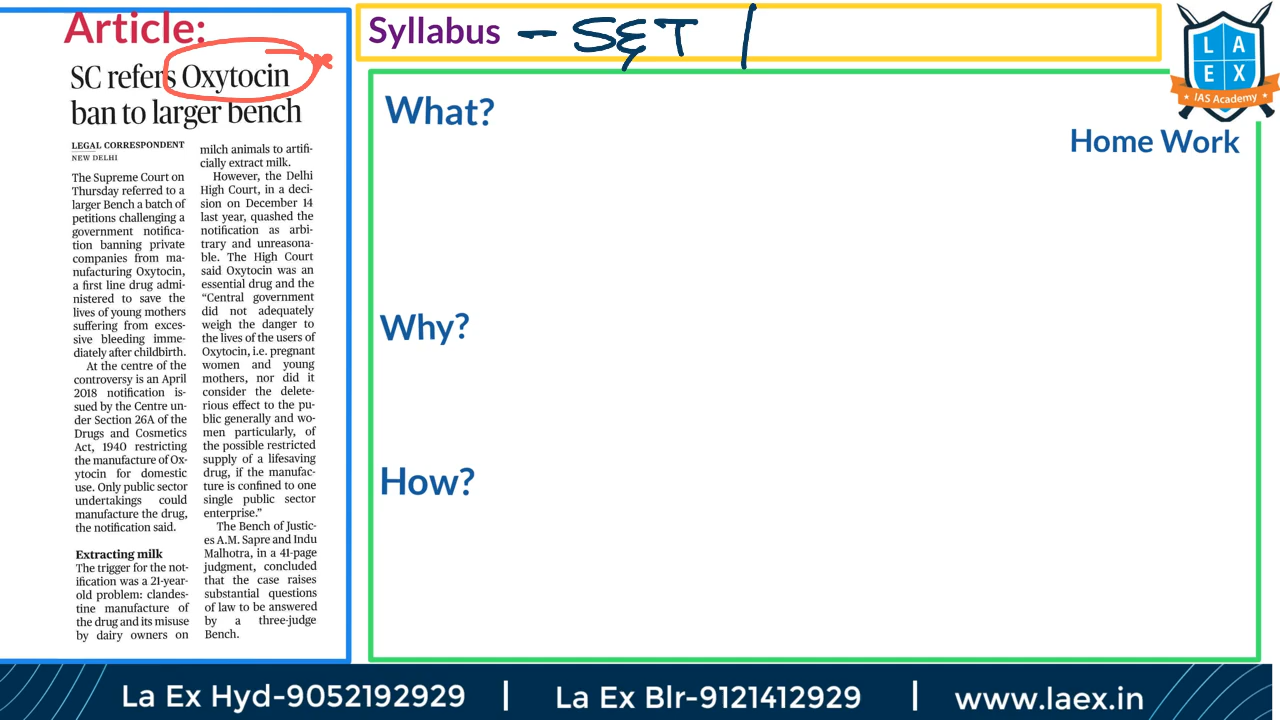 Article:
SC refers Oxytocin
ban to larger bench
LEGAL CORRESPONDENT
NEW DELHI
The Supreme Court on
Thursday referred to a
larger Bench a batch of
petitions challenging a
government notifica-
tion banning private
companies from ma-
nufacturing Oxytocin,
a first line drug admi-
nistered to save the
lives of young mothers
suffering from exces-
sive bleeding imme-
diately after childbirth.
At the centre of the
controversy is an April
2018 notification is-
sued by the Centre un-
der Section 26A of the
Drugs and Cosmetics
Act, 1940 restricting
the manufacture of Ox-
ytocin for domestic
use. Only public sector
undertakings could
manufacture the drug,
the notification said.
Extracting milk
The trigger for the not-
ification was a 21-year-
old problem: clandes-
tine manufacture of
the drug and its misuse
by dairy owners on
milch animals to artifi-
cially extract milk.
However, the Delhi
High Court, in a deci-
sion on December 14
last year, quashed the
notification as arbi-
trary and unreasona-
ble. The High Court
said Oxytocin was an
essential drug and the
“Central government
did not adequately
weigh the danger to
the lives of the users of
Oxytocin, i.e. pregnant
women and young
mothers, nor did it
consider the delete-
rious effect to the pu-
blic generally and wo-
men particularly, of
the possible restricted
supply of a lifesaving
drug, if the manufac-
ture is confined to one
single public sector
enterprise.”
The Bench of Justic-
es A.M. Sapre and Indu
Malhotra, in a 41-page
judgment, concluded
that the case raises
substantial questions
of law to be answered
by a three-judge
Bench.
Syllabus - S&T |
What?
Home Work
Why?
How?
L A
E X
IAS Academy
La Ex Hyd-9052192929 | La Ex Blr-9121412929 | www.laex.in